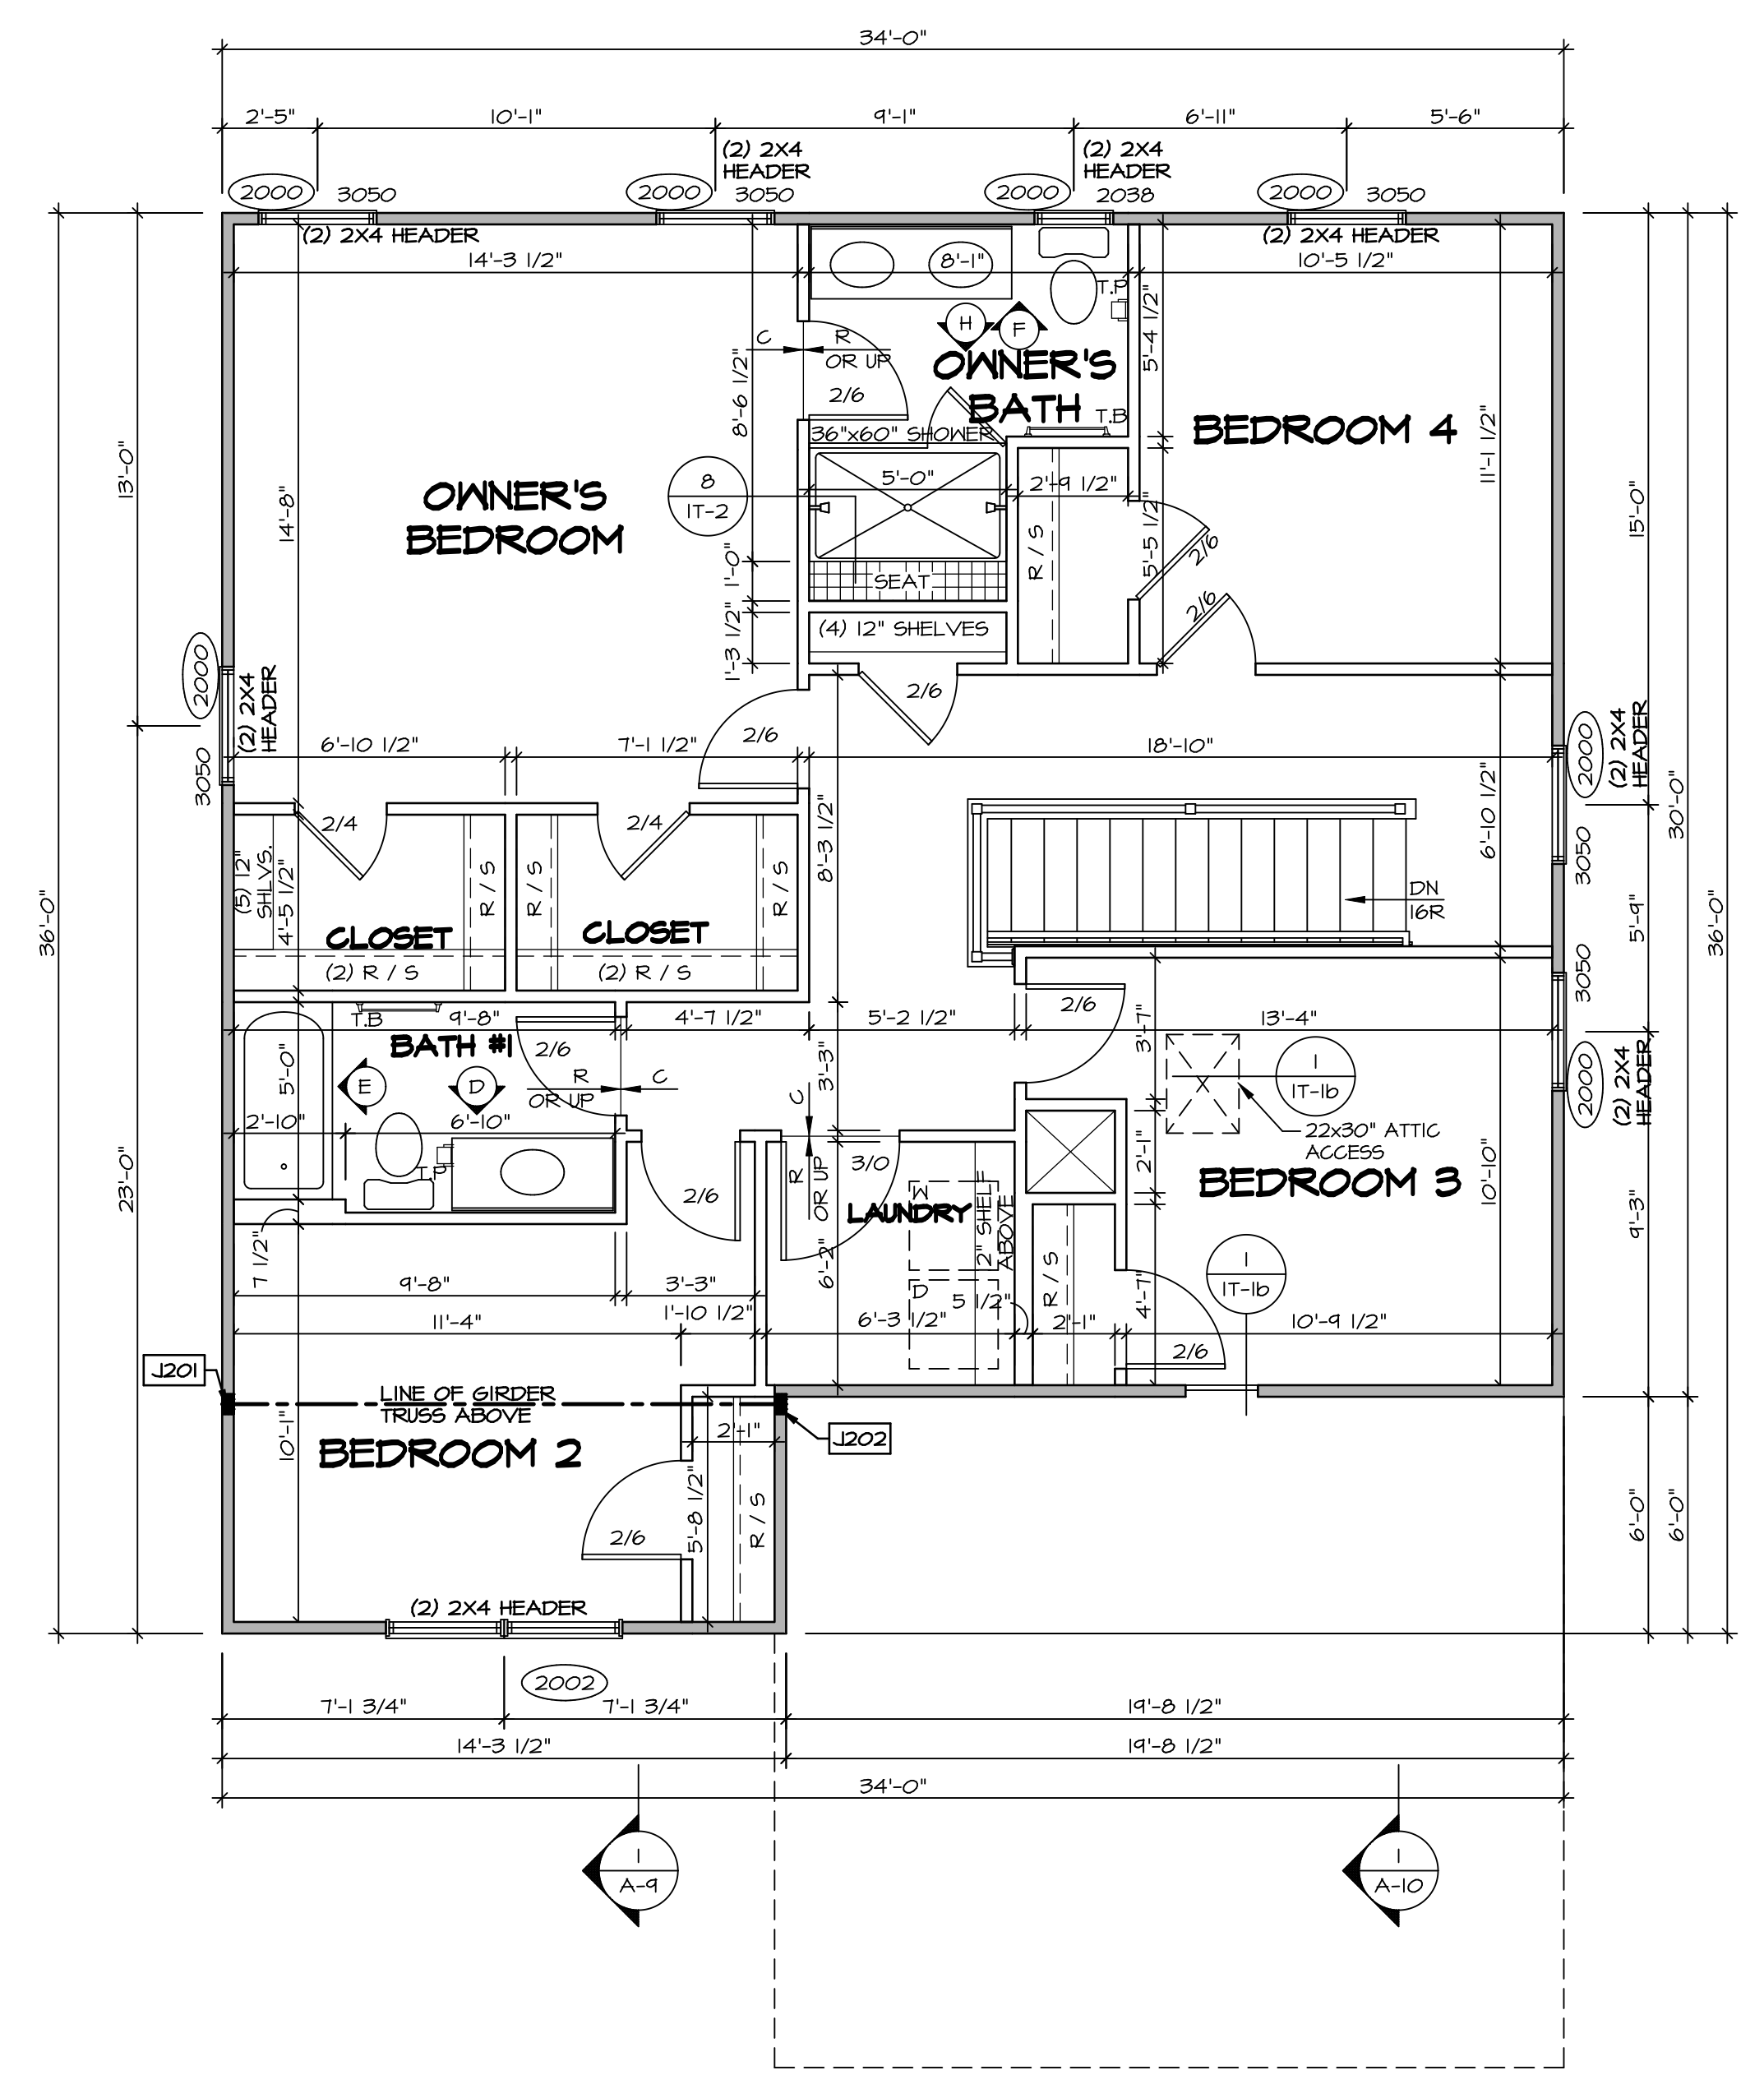 34'-0"
2'-5"
10'-1"
9'-1"
6'-11"
5'-6"
(2) 2X4
HEADER
(2) 2X4
HEADER
2000
3050
2000
3050
2000
2038
2000
3050
(2) 2X4 HEADER
(2) 2X4 HEADER
14'-3 1/2"
8'-1"
10'-5 1/2"
T.P
H
F
C
R
OR UP
2/6
OWNER'S
BATH
T.B
5'-4 1/2"
8'-6 1/2"
36"x60" SHOWER
BEDROOM 4
11'-1 1/2"
13'-0"
14'-8"
OWNER'S
BEDROOM
8
IT-2
5'-0"
2'-9 1/2"
R / S
5'-5 1/2"
2/6
15'-0"
1'-0"
SEAT
2/6
1'-3 1/2"
(4) 12" SHELVES
2000
(2) 2X4
HEADER
3050
2/6
2/6
6'-10 1/2"
7'-1 1/2"
18'-10"
2000
(2) 2X4
HEADER
30'-0"
3050
6'-10 1/2"
2/4
2/4
8'-3 1/2"
(5) 12"
SHLVS.
4'-5 1/2"
R / S
R / S
R / S
CLOSET
CLOSET
(2) R / S
(2) R / S
DN
16R
5'-9"
36'-0"
36'-0"
3050
T.B
9'-8"
4'-7 1/2"
5'-2 1/2"
2/6
13'-4"
BATH #1
2/6
3'-7"
5'-0"
E
D
R
OR UP
C
3'-3"
C
1
IT-1b
2000
(2) 2X4
HEADER
2'-10"
6'-10"
22x30" ATTIC
ACCESS
T.P
2/6
R
OR UP
3/0
2'-1"
BEDROOM 3
10'-10"
23'-0"
W
LAUNDRY
2" SHELF
ABOVE
9'-3"
7 1/2"
6'-2"
R / S
1
IT-1b
9'-8"
3'-3"
D
5 1/2"
4'-7"
11'-4"
1'-10 1/2"
6'-3 1/2"
2'-1"
10'-9 1/2"
2/6
J201
LINE OF GIRDER
TRUSS ABOVE
10'-1"
2'-1"
J202
BEDROOM 2
5'-8 1/2"
R / S
2/6
6'-0"
6'-0"
(2) 2X4 HEADER
2002
7'-1 3/4"
7'-1 3/4"
19'-8 1/2"
14'-3 1/2"
19'-8 1/2"
34'-0"
1
A-9
1
A-10